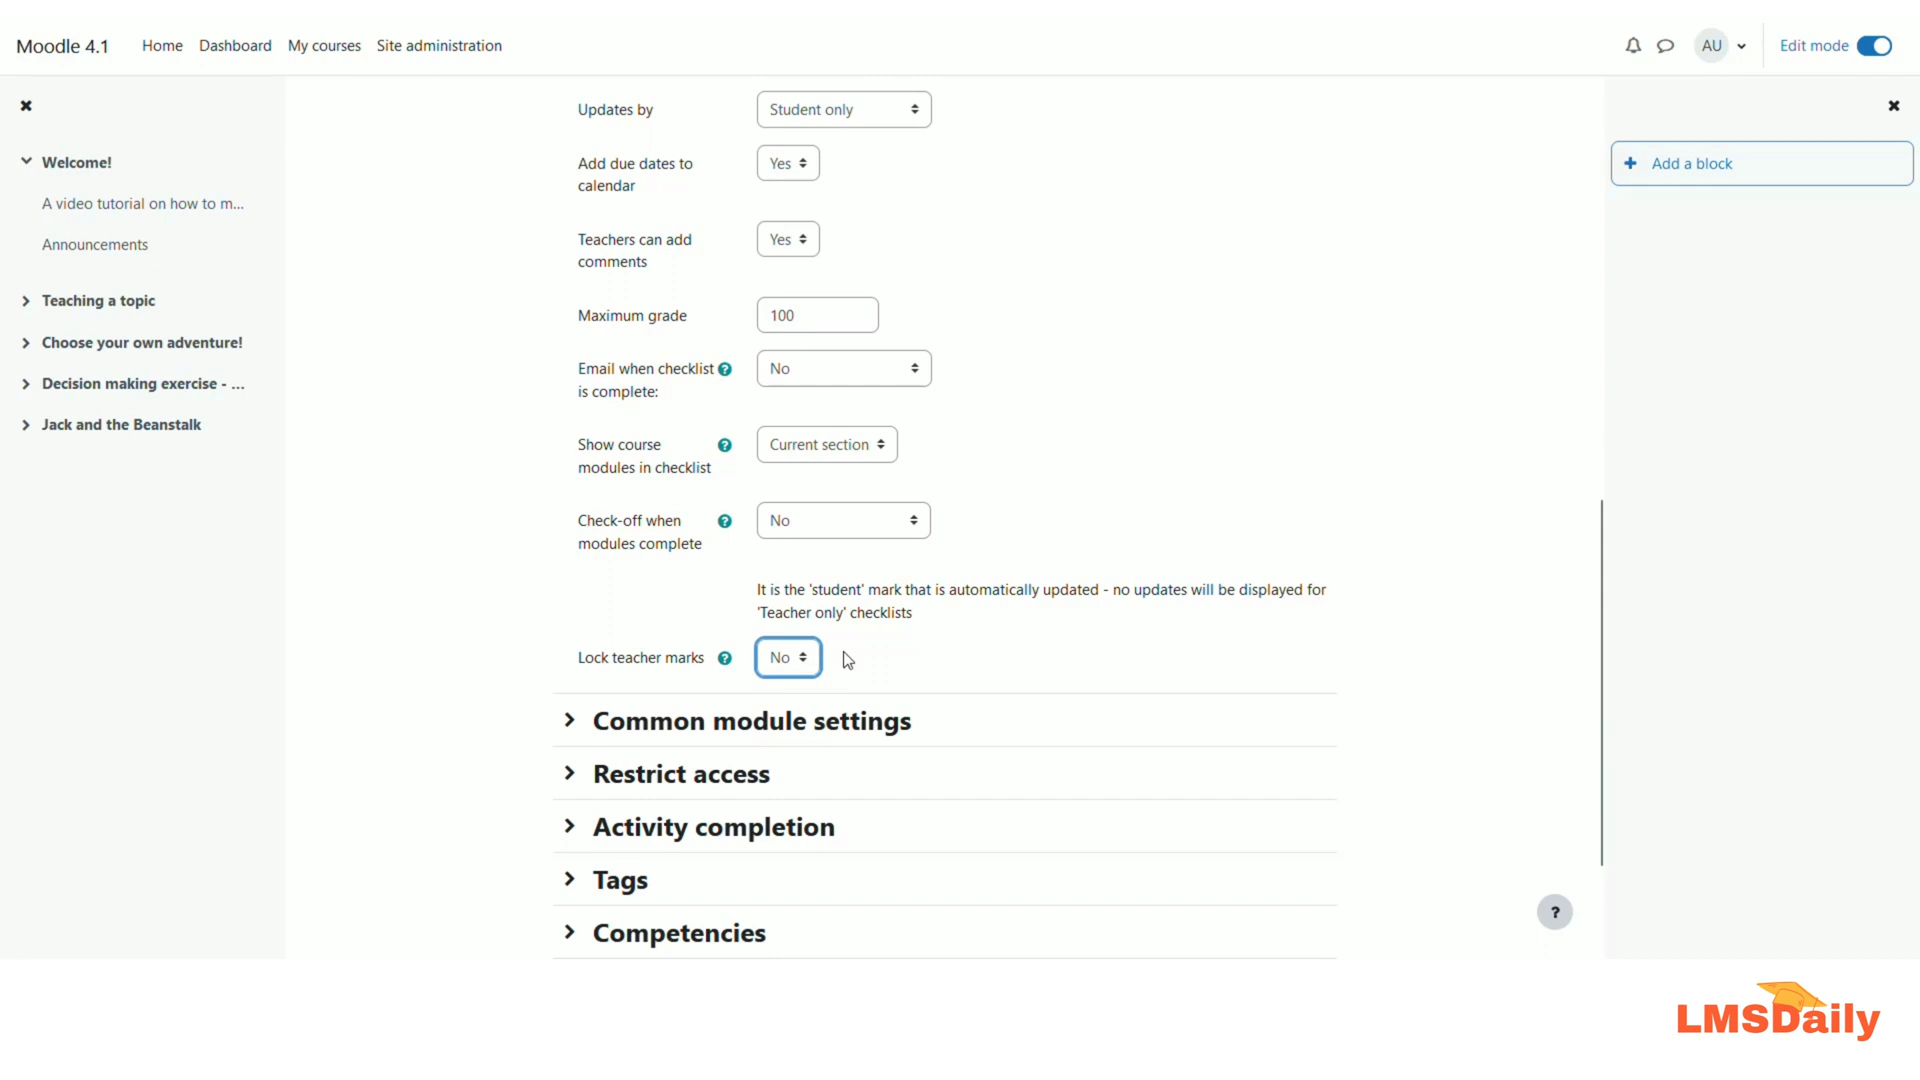 Moodle 4.1
Home
Dashboard
My courses
Site administration
AU
Edit mode
Welcome!
A video tutorial on how to m...
Announcements
Teaching a topic
Choose your own adventure!
Decision making exercise - ...
Jack and the Beanstalk
Updates by
Student only
Add due dates to
calendar
Yes
Teachers can add
comments
Yes
Maximum grade
100
Email when checklist
is complete:
?
No
Show course
modules in checklist
?
Current section
Check-off when
modules complete
?
No
It is the 'student' mark that is automatically updated - no updates will be displayed for
'Teacher only' checklists
Lock teacher marks
?
No
Common module settings
Restrict access
Activity completion
Tags
Competencies
Add a block
?
LMSDaily